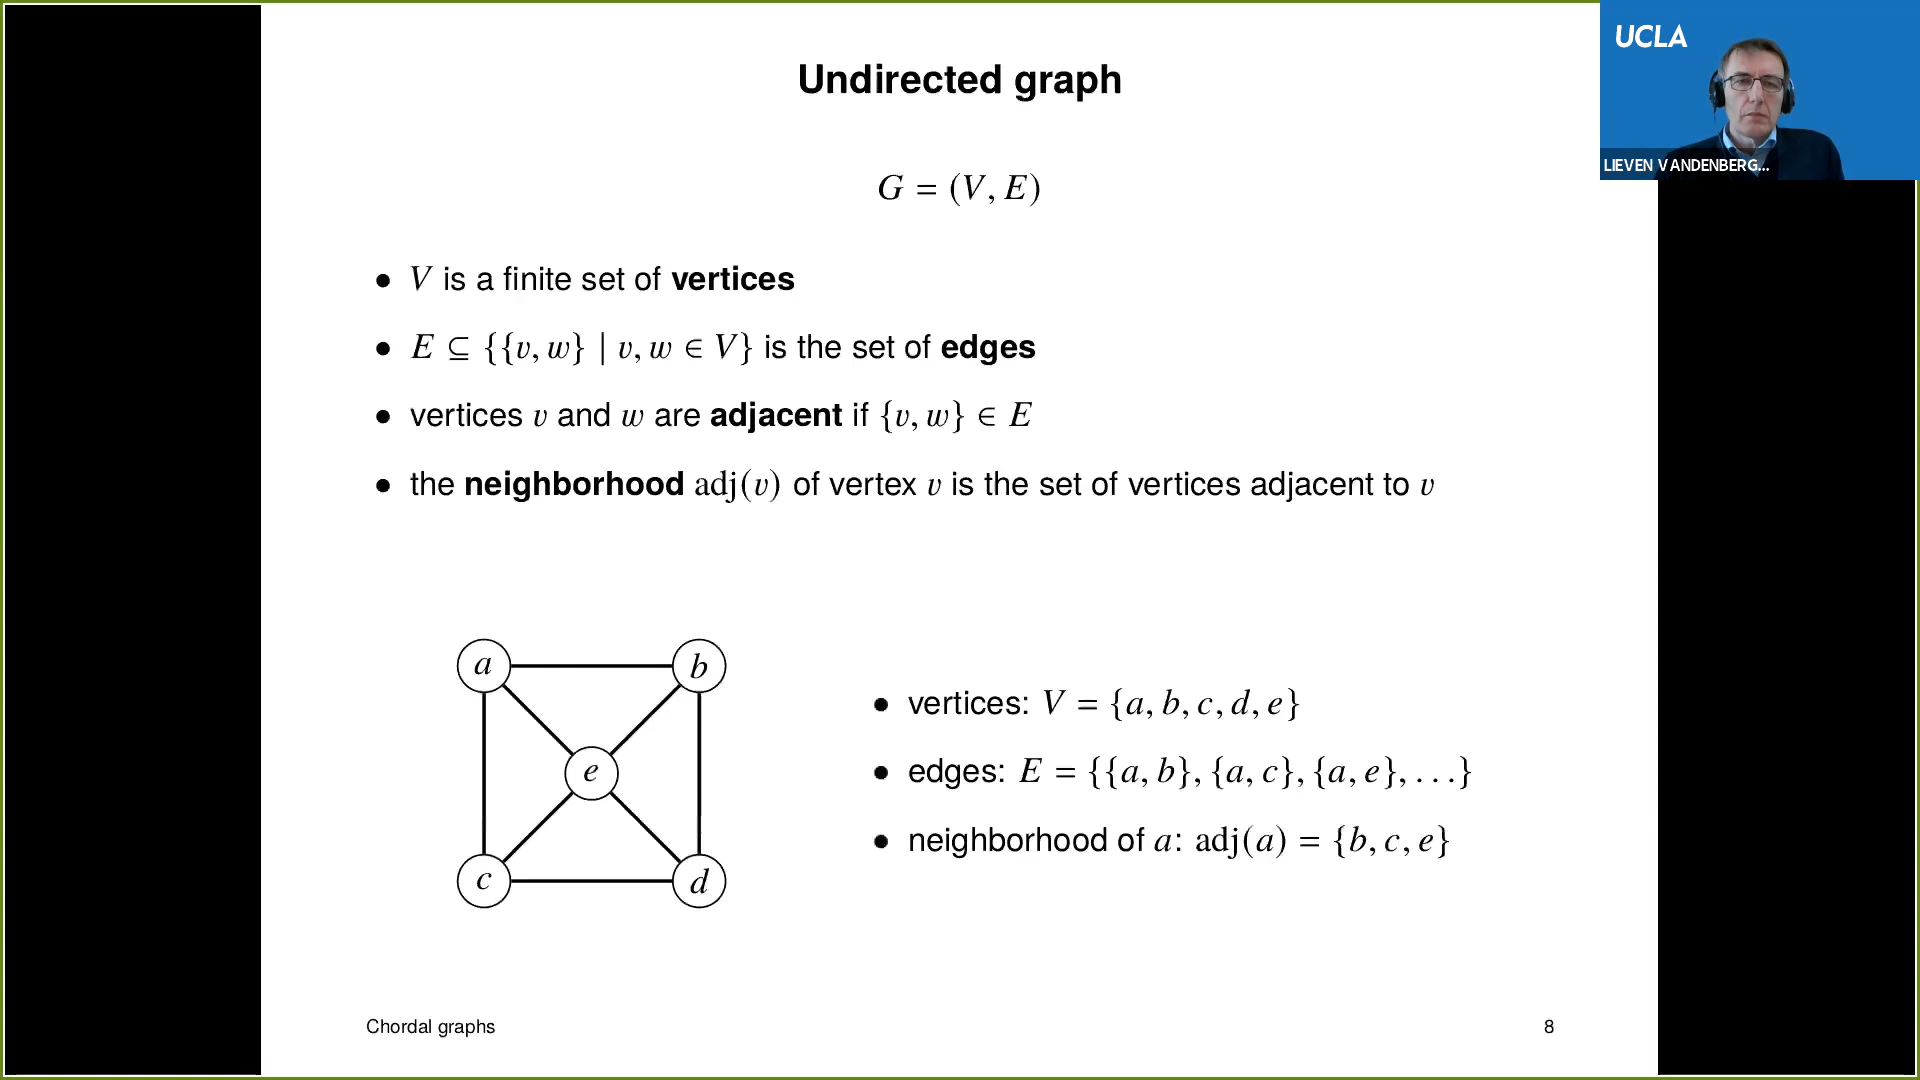 Undirected graph
UCLA
LIEVEN VANDENBERG...
G = (V, E)
• V is a finite set of vertices
• E ⊆ {{v, w} | v, w ∈ V} is the set of edges
• vertices v and w are adjacent if {v, w} ∈ E
• the neighborhood adj(v) of vertex v is the set of vertices adjacent to v
a
b
e
c
d
• vertices: V = {a, b, c, d, e}
• edges: E = {{a, b}, {a, c}, {a, e}, . . .}
• neighborhood of a: adj(a) = {b, c, e}
Chordal graphs
8